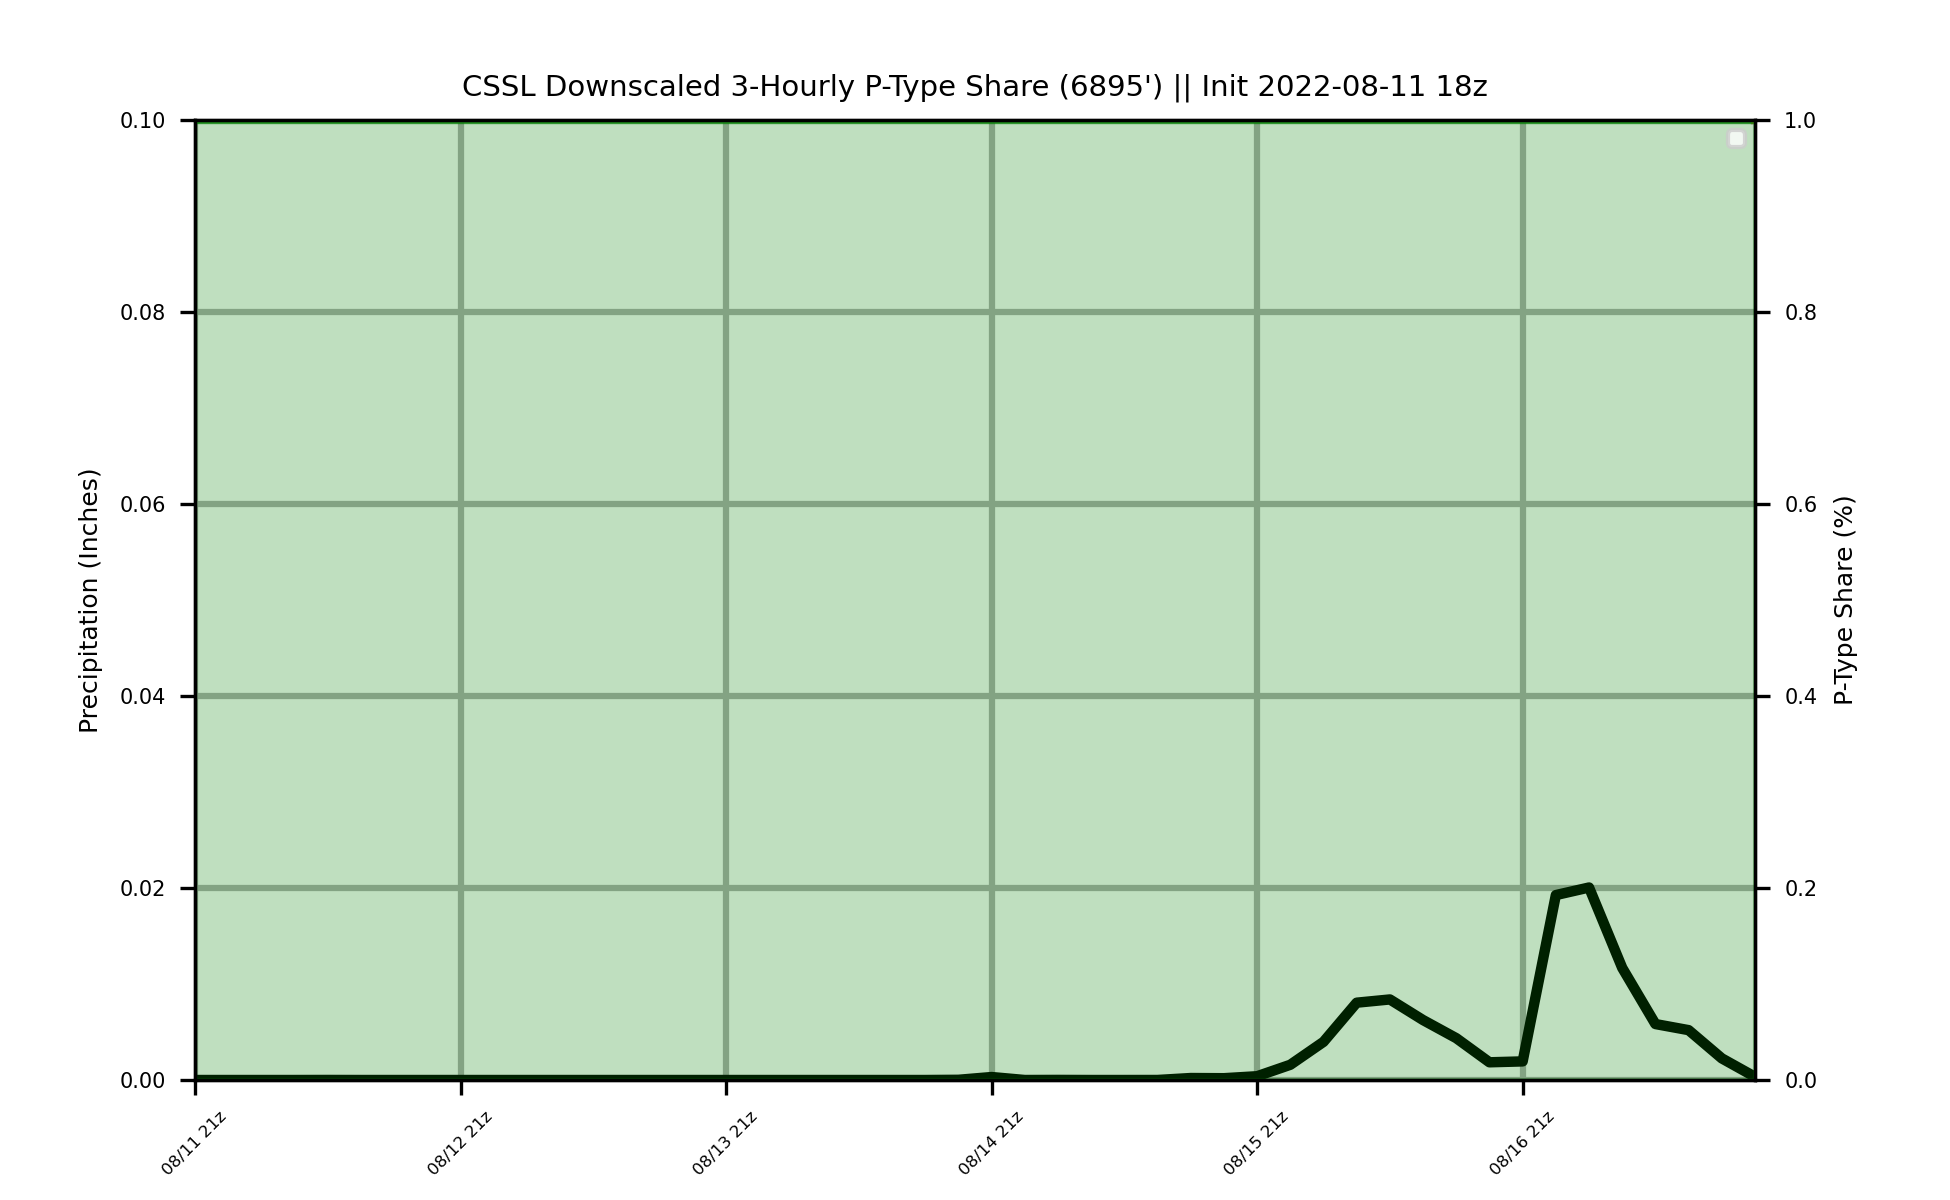 CSSL Downscaled 3-Hourly P-Type Share (6895') || Init 2022-08-11 18z
Precipitation (Inches)
0.10
0.08
0.06
0.04
0.02
0.00
1.0
0.8
0.6
0.4
0.2
0.0
P-Type Share (%)
08/11 21z
08/12 21z
08/13 21z
08/14 21z
08/15 21z
08/16 21z